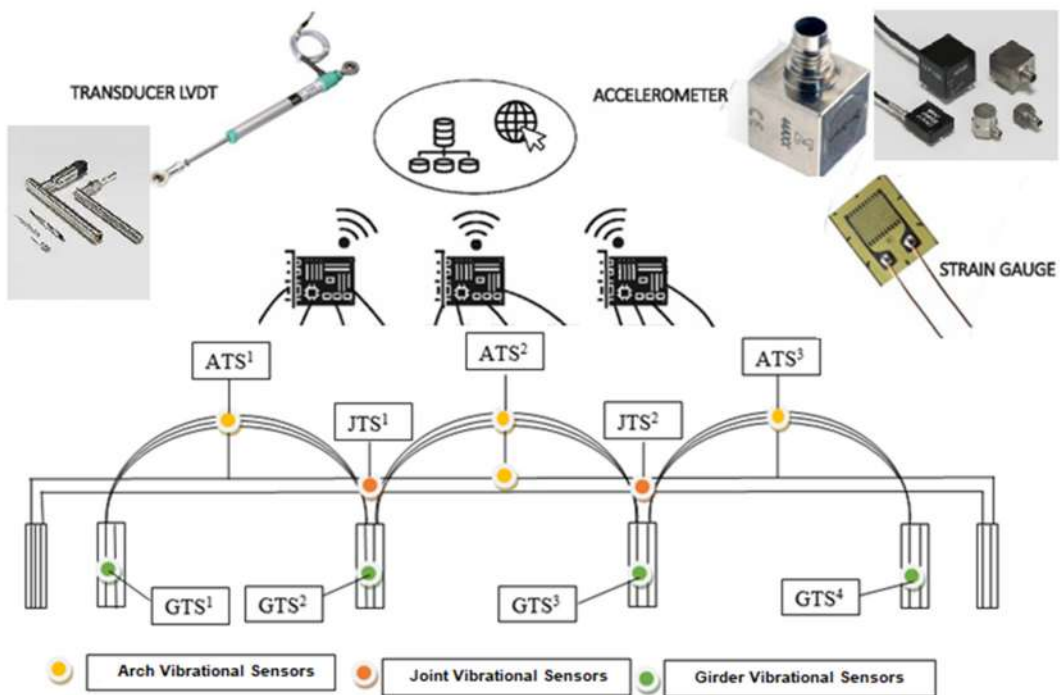 TRANSDUCER LVDT
ACCELEROMETER
STRAIN GAUGE
ATS¹
ATS²
ATS³
JTS¹
JTS²
GTS¹
GTS²
GTS³
GTS⁴
Arch Vibrational Sensors
Joint Vibrational Sensors
Girder Vibrational Sensors